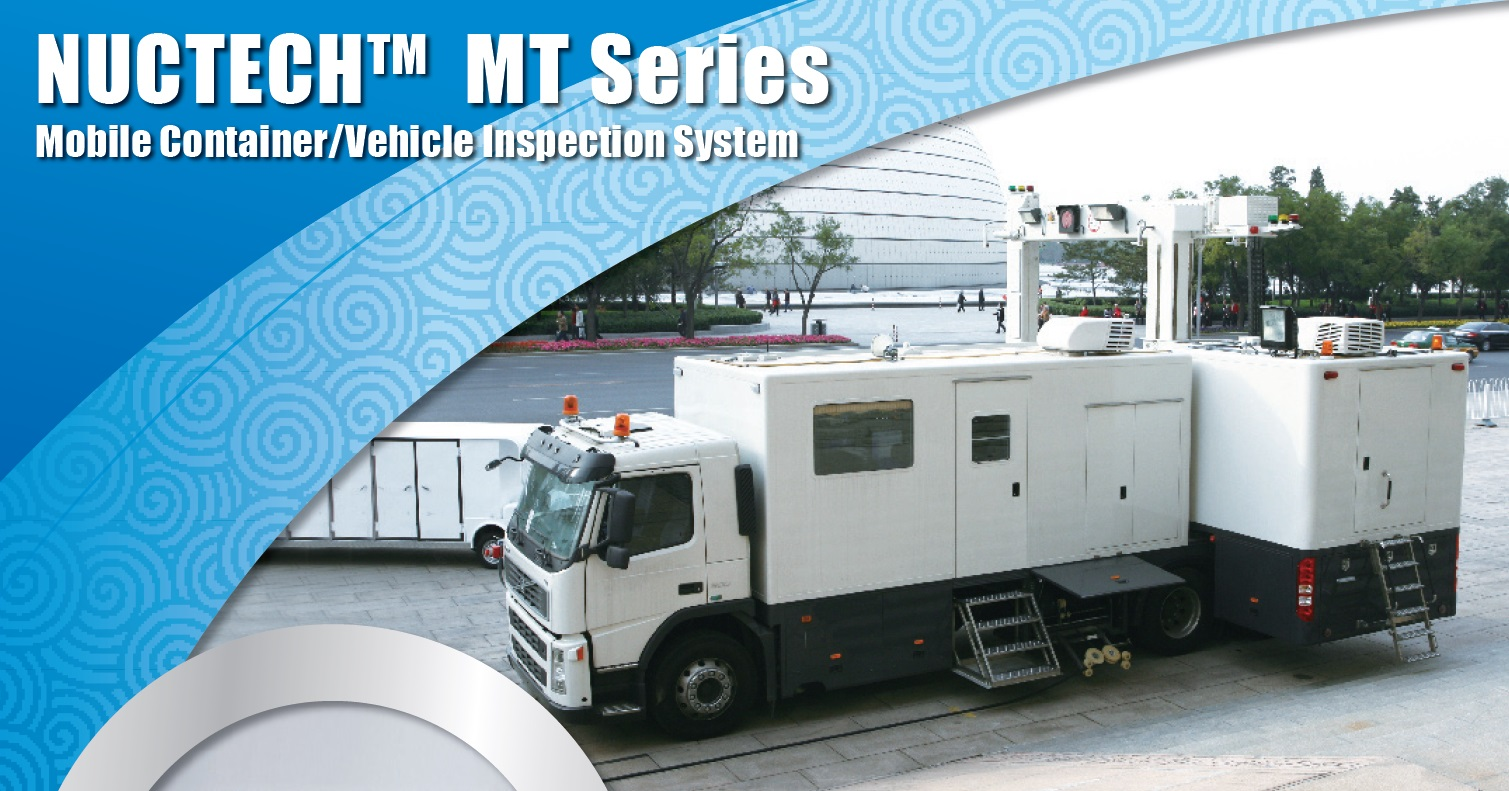 NUCTECH™ MT Series
Mobile Container/Vehicle Inspection System